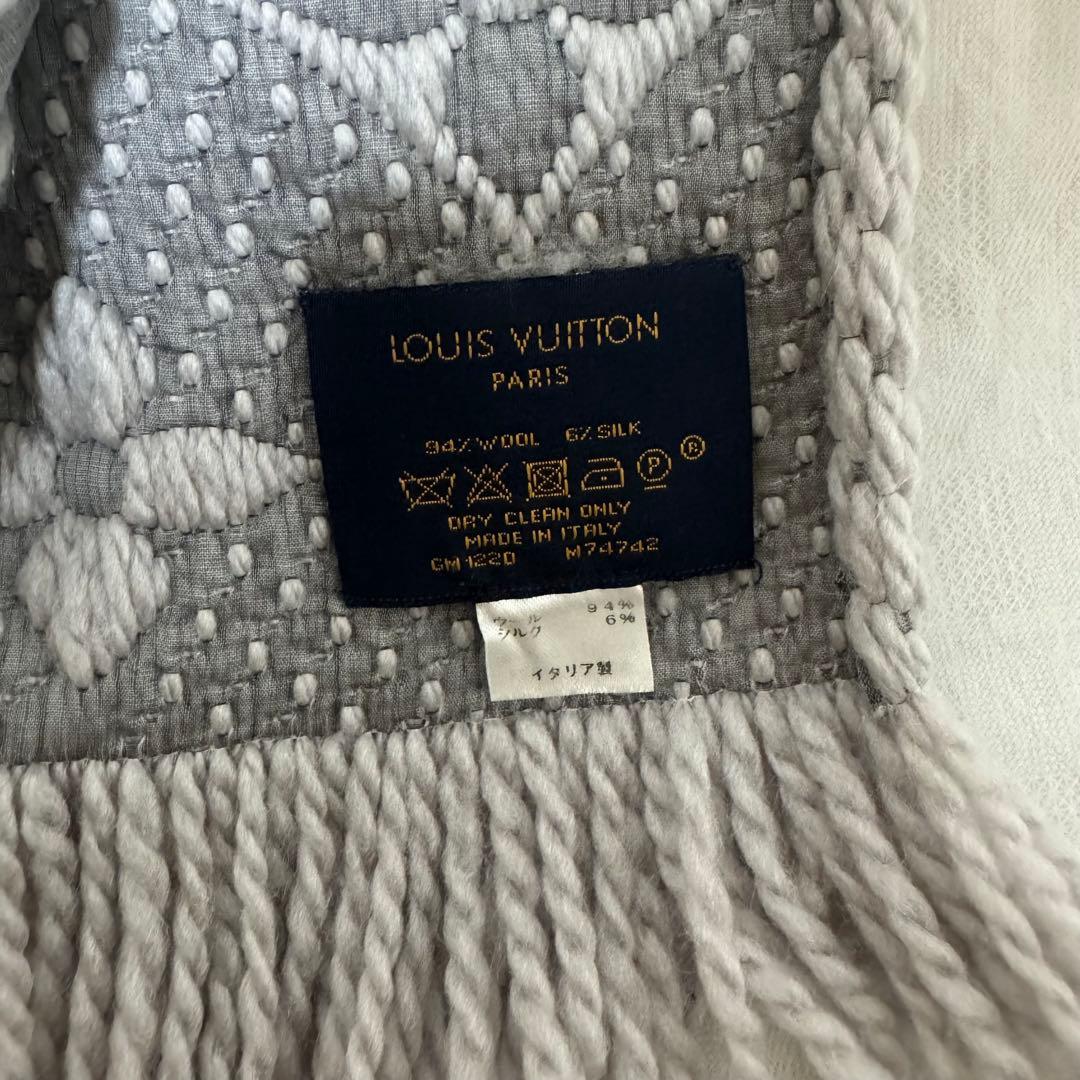 LOUIS VUITTON
PARIS
94% WOOL 6% SILK
P ®
DRY CLEAN ONLY
MADE IN ITALY
GM1220 M74742
ウール 94%
シルク 6%
イタリア製